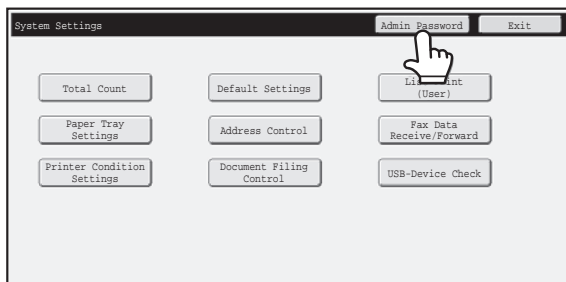 System Settings
Admin Password
Exit
Total Count
Default Settings
(User)
Paper Tray
Settings
Address Control
Fax Data
Receive/Forward
Printer Condition
Settings
Document Filing
Control
USB-Device Check